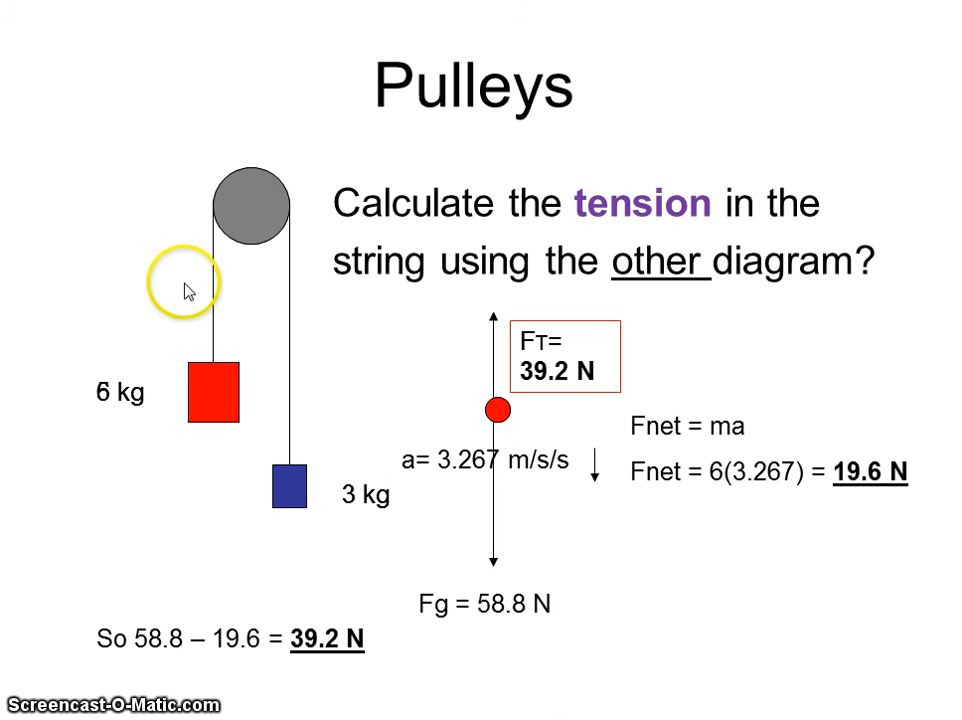 Pulleys
Calculate the tension in the
string using the other diagram?
FT=
39.2 N
6 kg
Fnet = ma
a= 3.267 m/s/s
Fnet = 6(3.267) = 19.6 N
3 kg
Fg = 58.8 N
So 58.8 – 19.6 = 39.2 N
Screencast-O-Matic.com